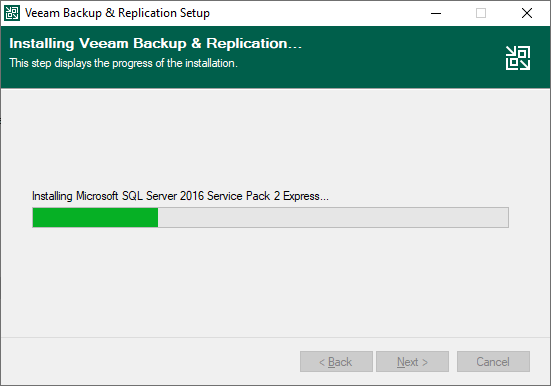 Veeam Backup & Replication Setup
Installing Veeam Backup & Replication...
This step displays the progress of the installation.
Installing Microsoft SQL Server 2016 Service Pack 2 Express...
< Back Next > Cancel